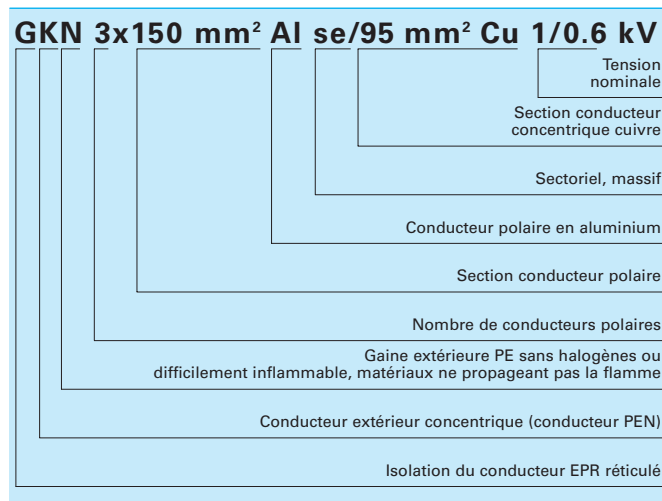 GKN 3x150 mm² Al se/95 mm² Cu 1/0.6 kV
Tension
nominale
Section conducteur
concentrique cuivre
Sectoriel, massif
Conducteur polaire en aluminium
Section conducteur polaire
Nombre de conducteurs polaires
Gaine extérieure PE sans halogènes ou
difficilement inflammable, matériaux ne propageant pas la flamme
Conducteur extérieur concentrique (conducteur PEN)
Isolation du conducteur EPR réticulé